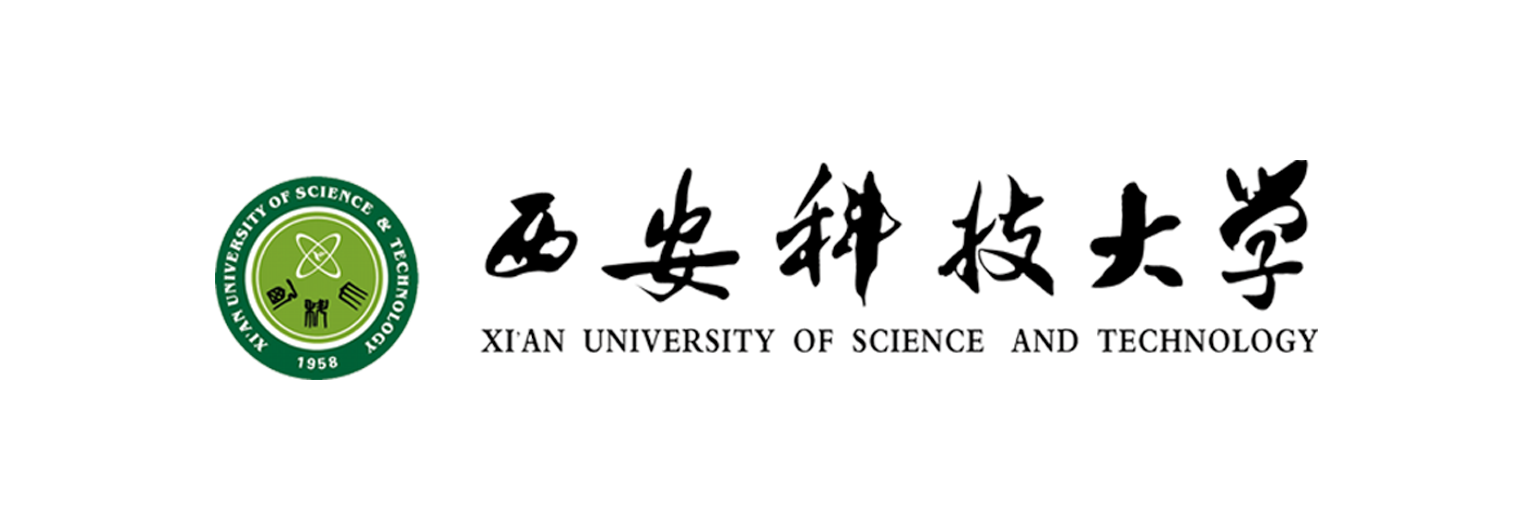 XI'AN UNIVERSITY OF SCIENCE & TECHNOLOGY
1958
西安科技大学
XI'AN UNIVERSITY OF SCIENCE AND TECHNOLOGY